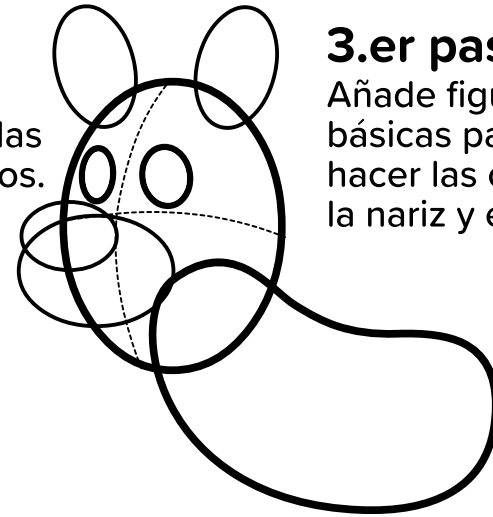 3.er pas
Añade figu
básicas pa
hacer las o
la nariz y e
las
os.